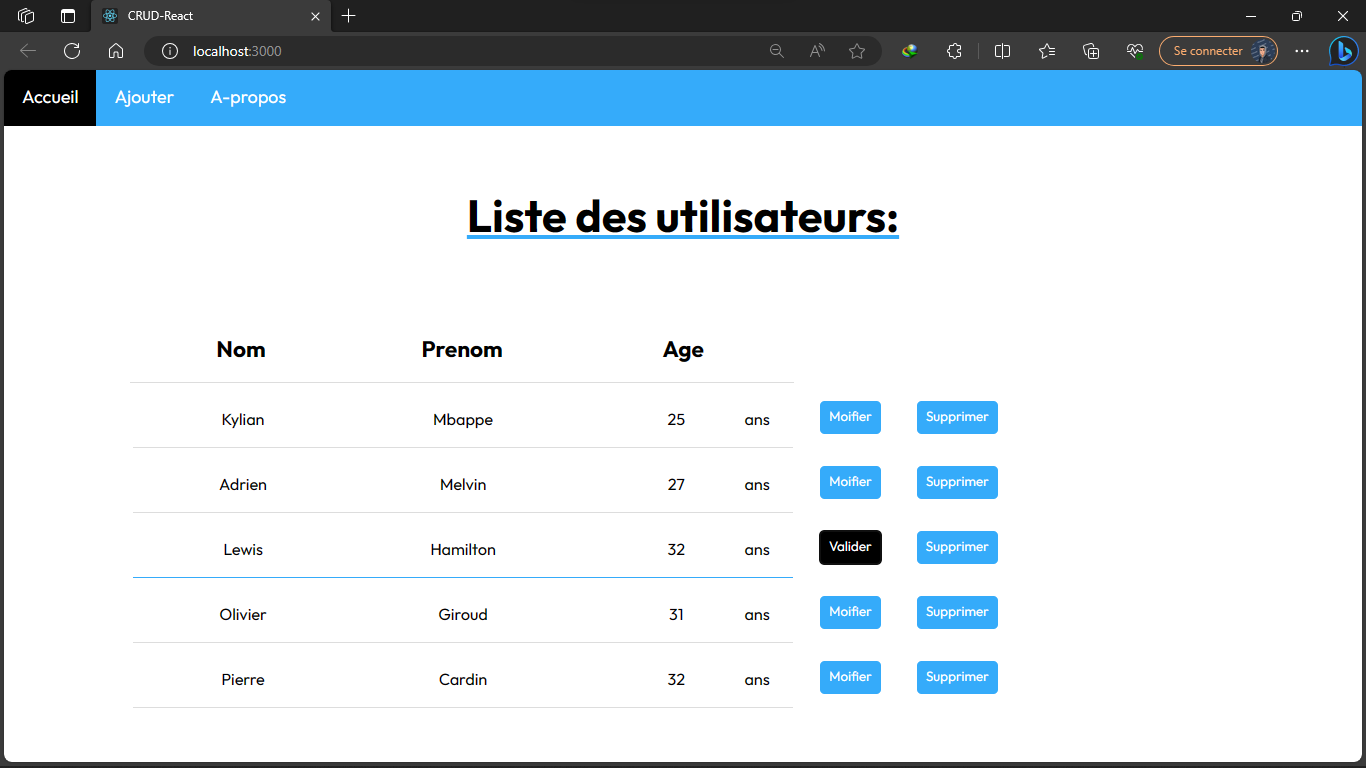 CRUD-React
localhost:3000
Se connecter
Accueil Ajouter A-propos
Liste des utilisateurs:
Nom Prenom Age
Kylian Mbappe 25 ans Moifier Supprimer
Adrien Melvin 27 ans Moifier Supprimer
Lewis Hamilton 32 ans Valider Supprimer
Olivier Giroud 31 ans Moifier Supprimer
Pierre Cardin 32 ans Moifier Supprimer